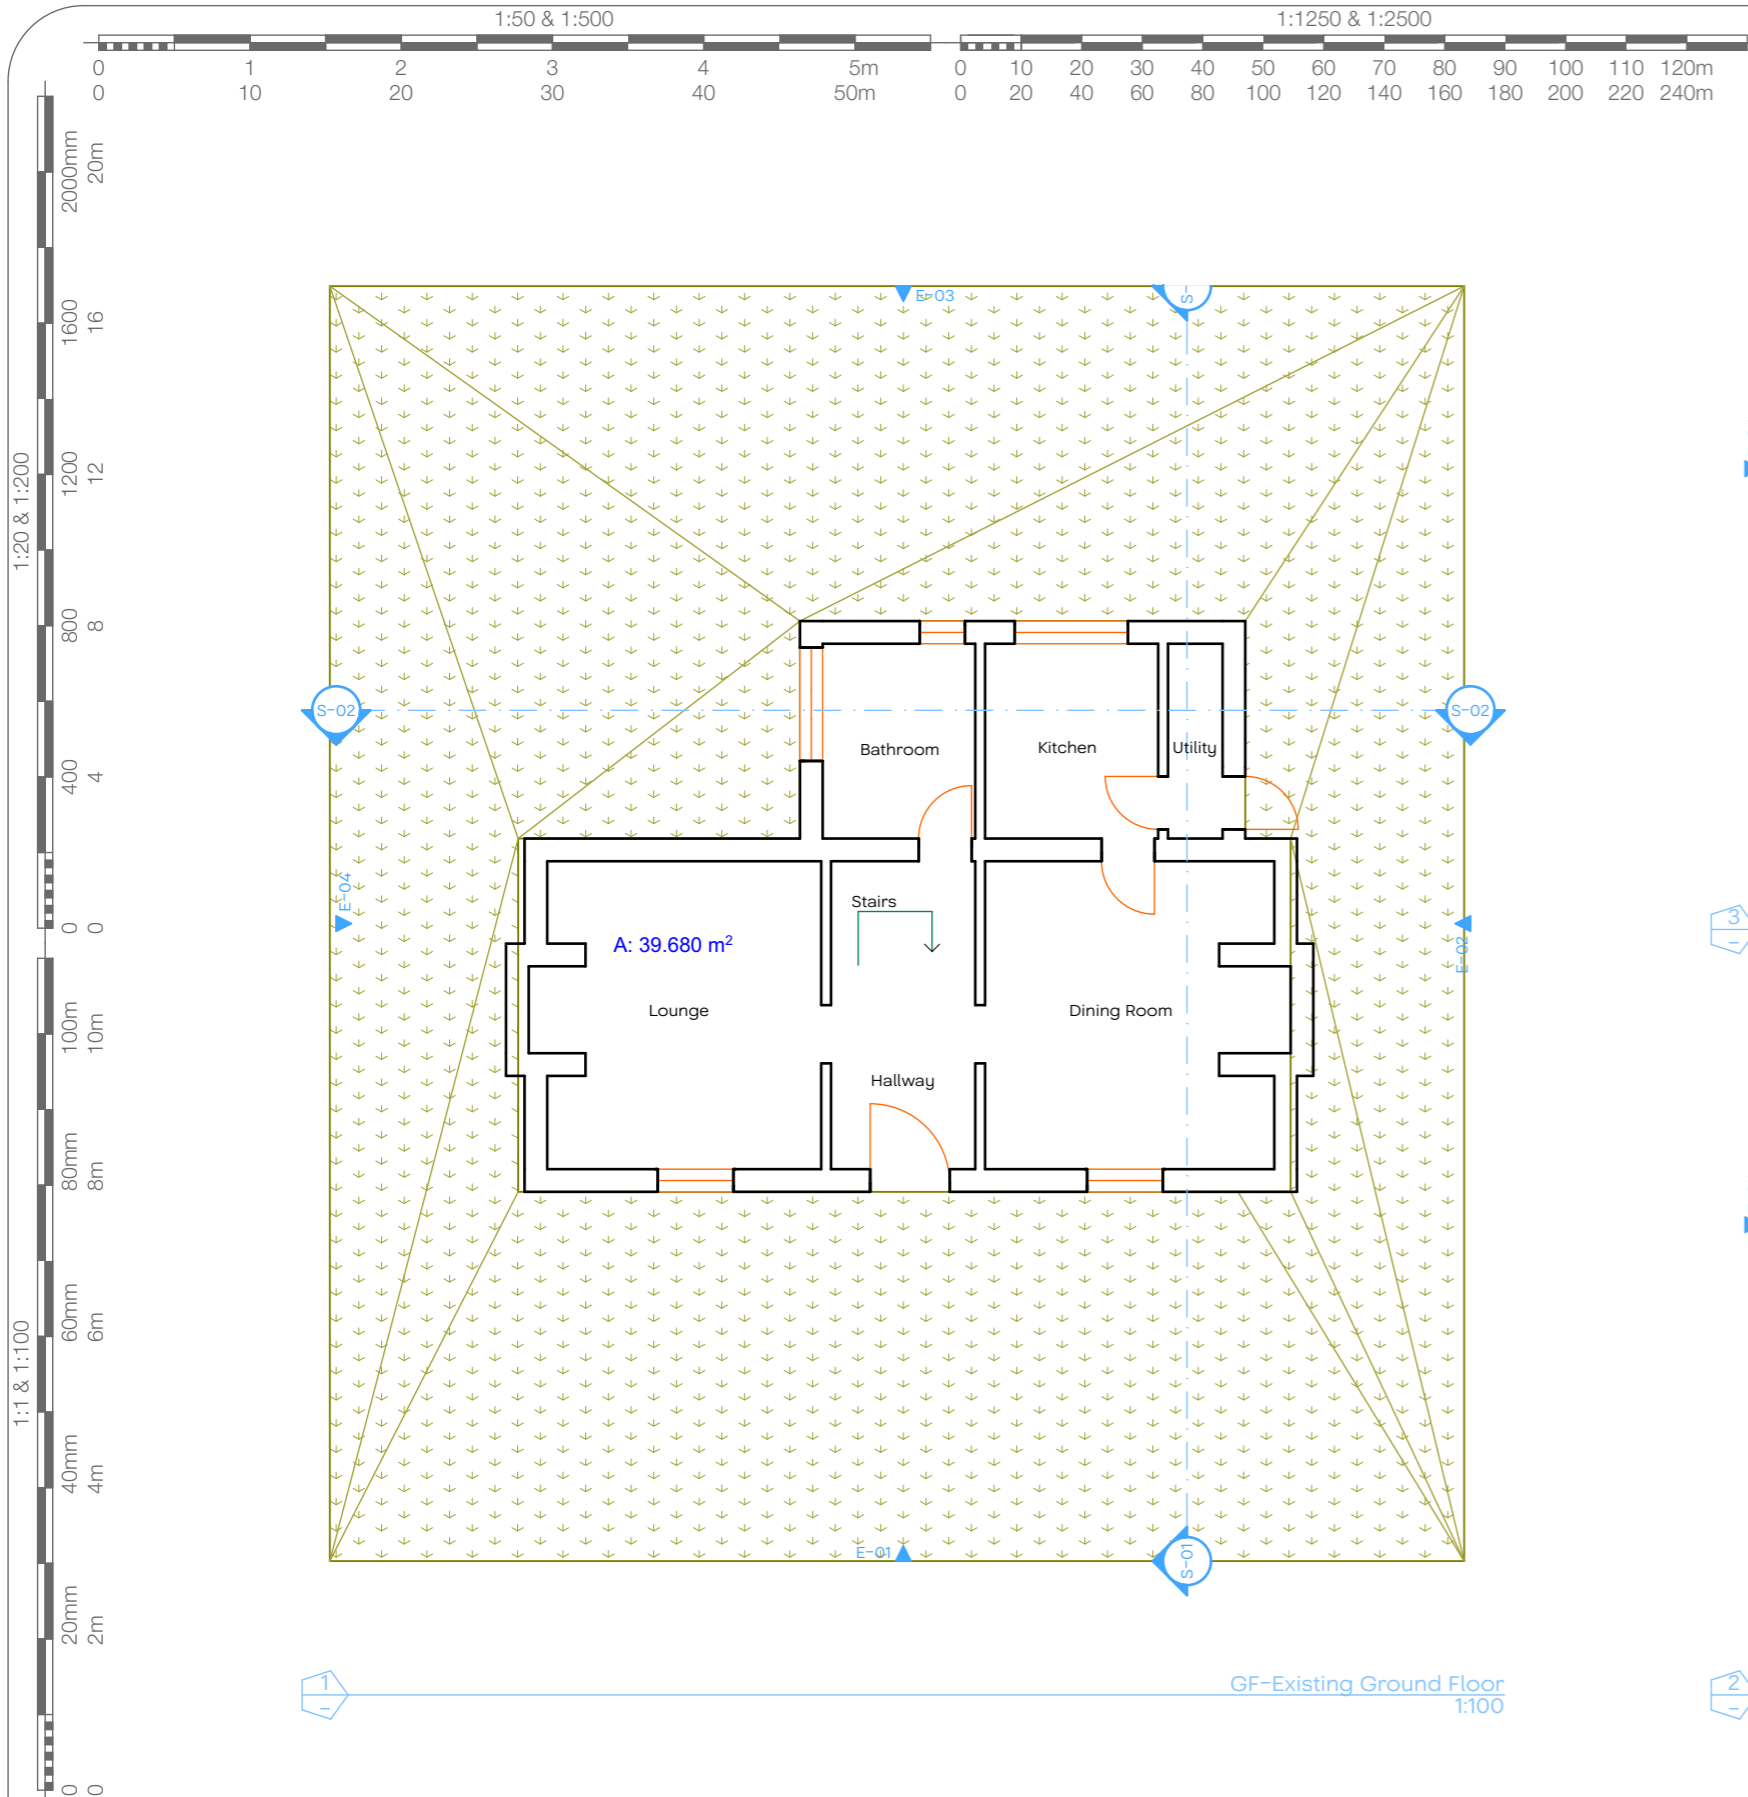 1:50 & 1:500
1:1250 & 1:2500
0 1 2 3 4 5m
0 10 20 30 40 50m
0 10 20 30 40 50 60 70 80 90 100 110 120m
0 20 40 60 80 100 120 140 160 180 200 220 240m
1:20 & 1:200
2000mm 20m
1600 16
1200 12
800 8
400 4
0 0
1:1 & 1:100
100m 10m
80mm 8m
60mm 6m
40mm 4m
20mm 2m
0 0
E-03
S-
S-02
S-02
Bathroom
Kitchen
Utility
E-04
Stairs
A: 39.680 m²
Lounge
Dining Room
Hallway
E-02
3
–
E-01
S-01
1
–
GF-Existing Ground Floor
1:100
2
–